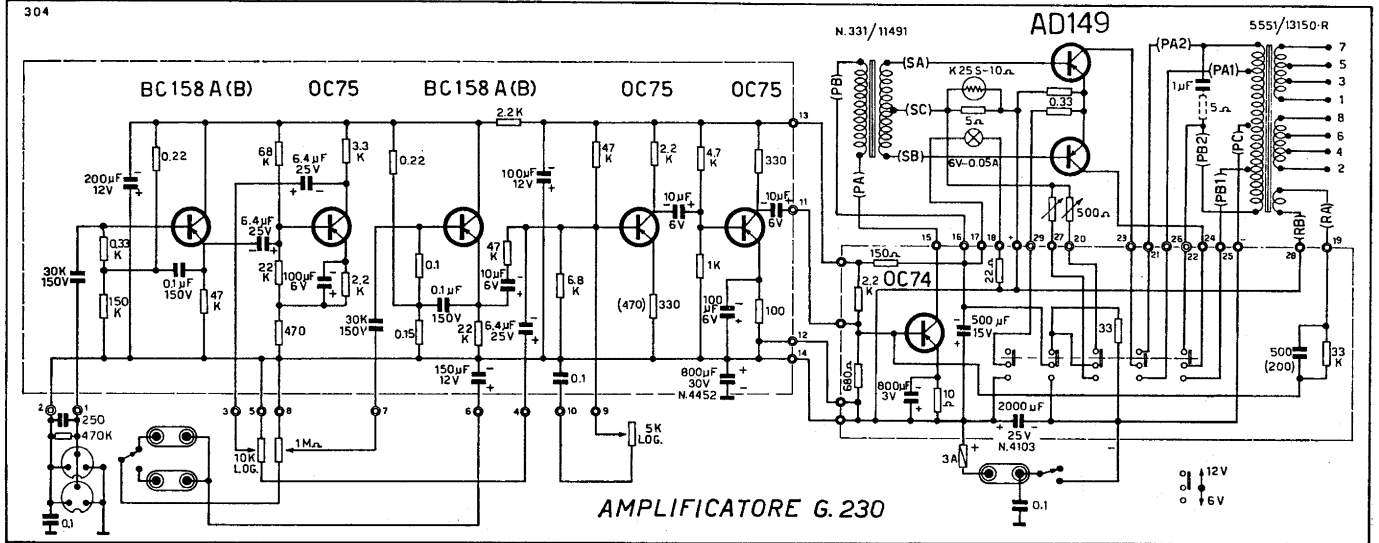 304
N.331/11491
AD149
5551/13150-R
BC158A(B)
OC75
BC158A(B)
OC75
OC75
(PB)
(SA)
K25S-10Ω
(SC)
5Ω
6V-0.05A
(SB)
(PA)
0.33
500Ω
(PA2)
(PA1)
1µF
5Ω
(PB2)
(PC)
(PB1)
(RB)
(RA)
7
5
3
1
8
6
4
2
2.2K
13
200µF
12V
0.22
68
K
6.4µF
25V
3.3
K
0.22
100µF
12V
47
K
2.2
K
4.7
K
330
10µF
6V
10µF
6V
11
6.4µF
25V
0.33
K
30K
150V
150
K
0.1µF
150V
47
K
22
K
100µF
6V
2.2
K
470
30K
150V
0.1
0.1µF
150V
0.15
47
K
10µF
6V
22
K
6.4µF
25V
6.8
K
(470)
330
1K
100
µF
6V
100
12
14
150µF
12V
0.1
800µF
30V
N.4452
2
1
3
5
8
7
6
4
10
9
250
470K
0,1
10K
LOG.
1MΩ
5K
LOG.
15
16
17
18
+
29
27
20
23
21
26
22
24
25
-
28
19
150Ω
22Ω
2.2
K
OC74
500µF
15V
33
680Ω
800µF
3V
10
Ω
2000µF
25V
N.4103
500
(200)
33
K
3A
+
-
0.1
12V
6V
AMPLIFICATORE G.230